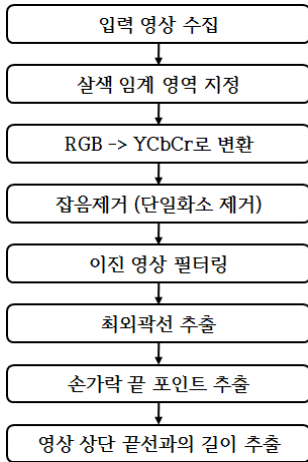 입력 영상 수집
살색 임계 영역 지정
RGB -> YCbCr로 변환
잡음제거 (단일화소 제거)
이진 영상 필터링
최외곽선 추출
손가락 끝 포인트 추출
영상 상단 끝선과의 길이 추출